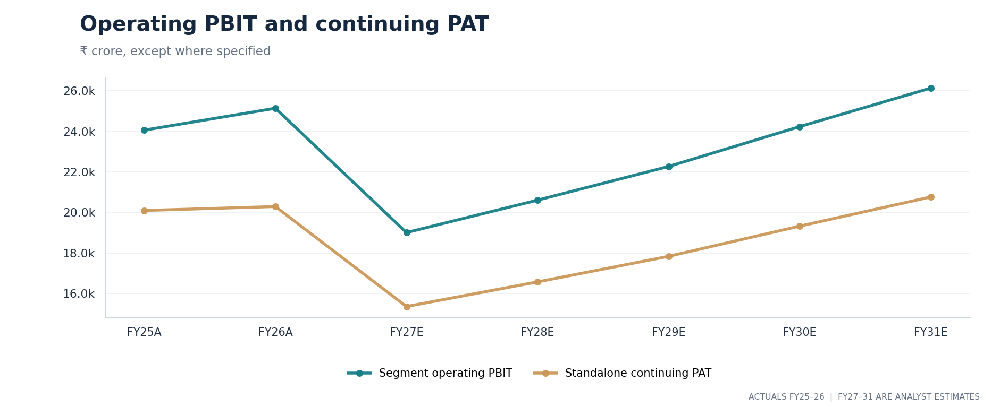 Operating PBIT and continuing PAT
₹ crore, except where specified
26.0k
24.0k
22.0k
20.0k
18.0k
16.0k
FY25A FY26A FY27E FY28E FY29E FY30E FY31E
Segment operating PBIT Standalone continuing PAT
ACTUALS FY25–26 | FY27–31 ARE ANALYST ESTIMATES